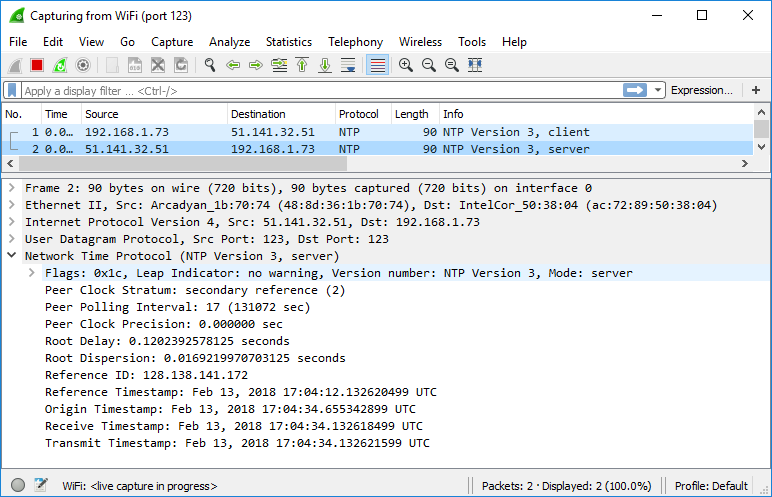 Capturing from WiFi (port 123)
File Edit View Go Capture Analyze Statistics Telephony Wireless Tools Help
Apply a display filter ... <Ctrl-/> Expression... +
No. Time Source Destination Protocol Length Info
1 0.0… 192.168.1.73 51.141.32.51 NTP 90 NTP Version 3, client
2 0.0… 51.141.32.51 192.168.1.73 NTP 90 NTP Version 3, server
Frame 2: 90 bytes on wire (720 bits), 90 bytes captured (720 bits) on interface 0
Ethernet II, Src: Arcadyan_1b:70:74 (48:8d:36:1b:70:74), Dst: IntelCor_50:38:04 (ac:72:89:50:38:04)
Internet Protocol Version 4, Src: 51.141.32.51, Dst: 192.168.1.73
User Datagram Protocol, Src Port: 123, Dst Port: 123
Network Time Protocol (NTP Version 3, server)
Flags: 0x1c, Leap Indicator: no warning, Version number: NTP Version 3, Mode: server
Peer Clock Stratum: secondary reference (2)
Peer Polling Interval: 17 (131072 sec)
Peer Clock Precision: 0.000000 sec
Root Delay: 0.1202392578125 seconds
Root Dispersion: 0.0169219970703125 seconds
Reference ID: 128.138.141.172
Reference Timestamp: Feb 13, 2018 17:04:12.132620499 UTC
Origin Timestamp: Feb 13, 2018 17:04:34.655342899 UTC
Receive Timestamp: Feb 13, 2018 17:04:34.132618499 UTC
Transmit Timestamp: Feb 13, 2018 17:04:34.132621599 UTC
WiFi: <live capture in progress> Packets: 2 · Displayed: 2 (100.0%) Profile: Default